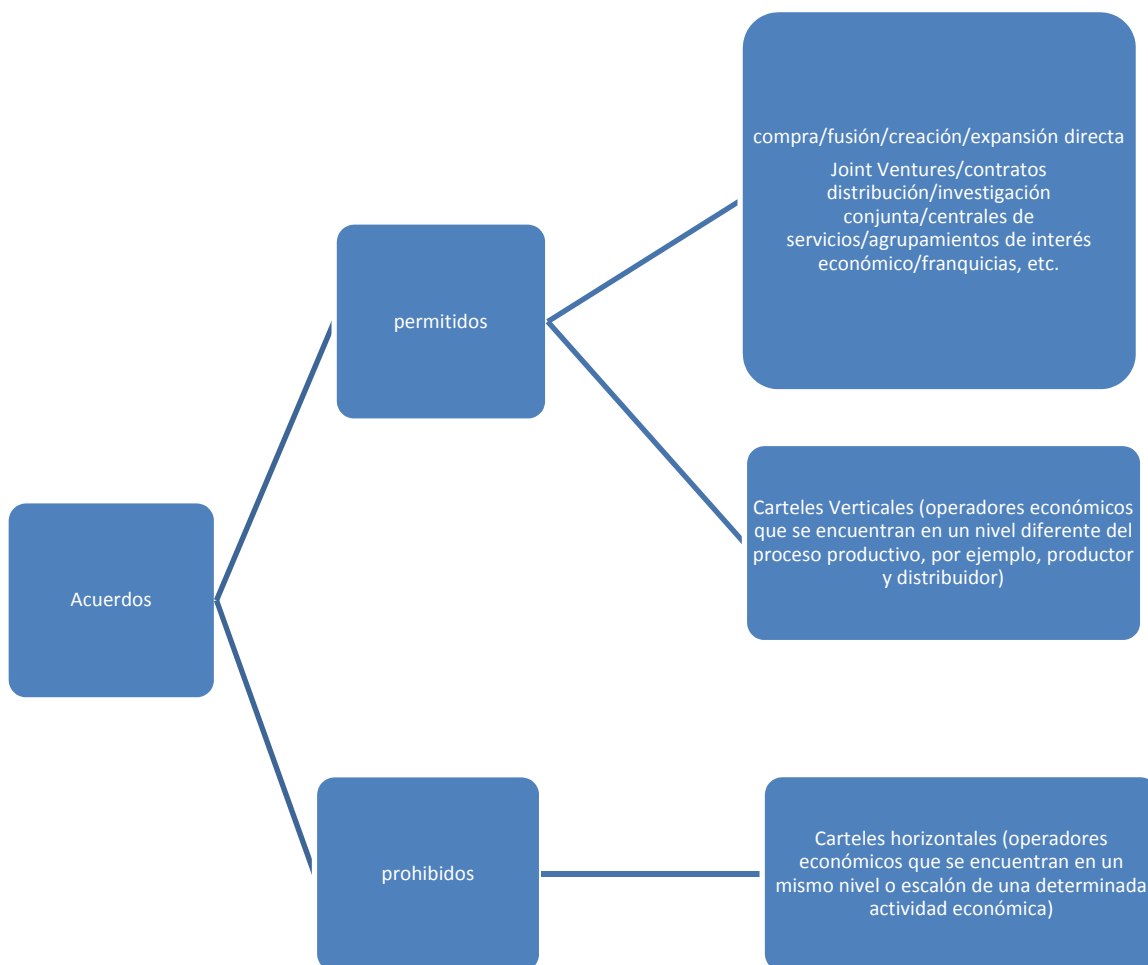 compra/fusión/creación/expansión directa
Joint Ventures/contratos
distribución/investigación
conjunta/centrales de
servicios/agrupamientos de interés
económico/franquicias, etc.
permitidos
Carteles Verticales (operadores económicos
que se encuentran en un nivel diferente del
proceso productivo, por ejemplo, productor
y distribuidor)
Acuerdos
prohibidos
Carteles horizontales (operadores
económicos que se encuentran en un
mismo nivel o escalón de una determinada
actividad económica)